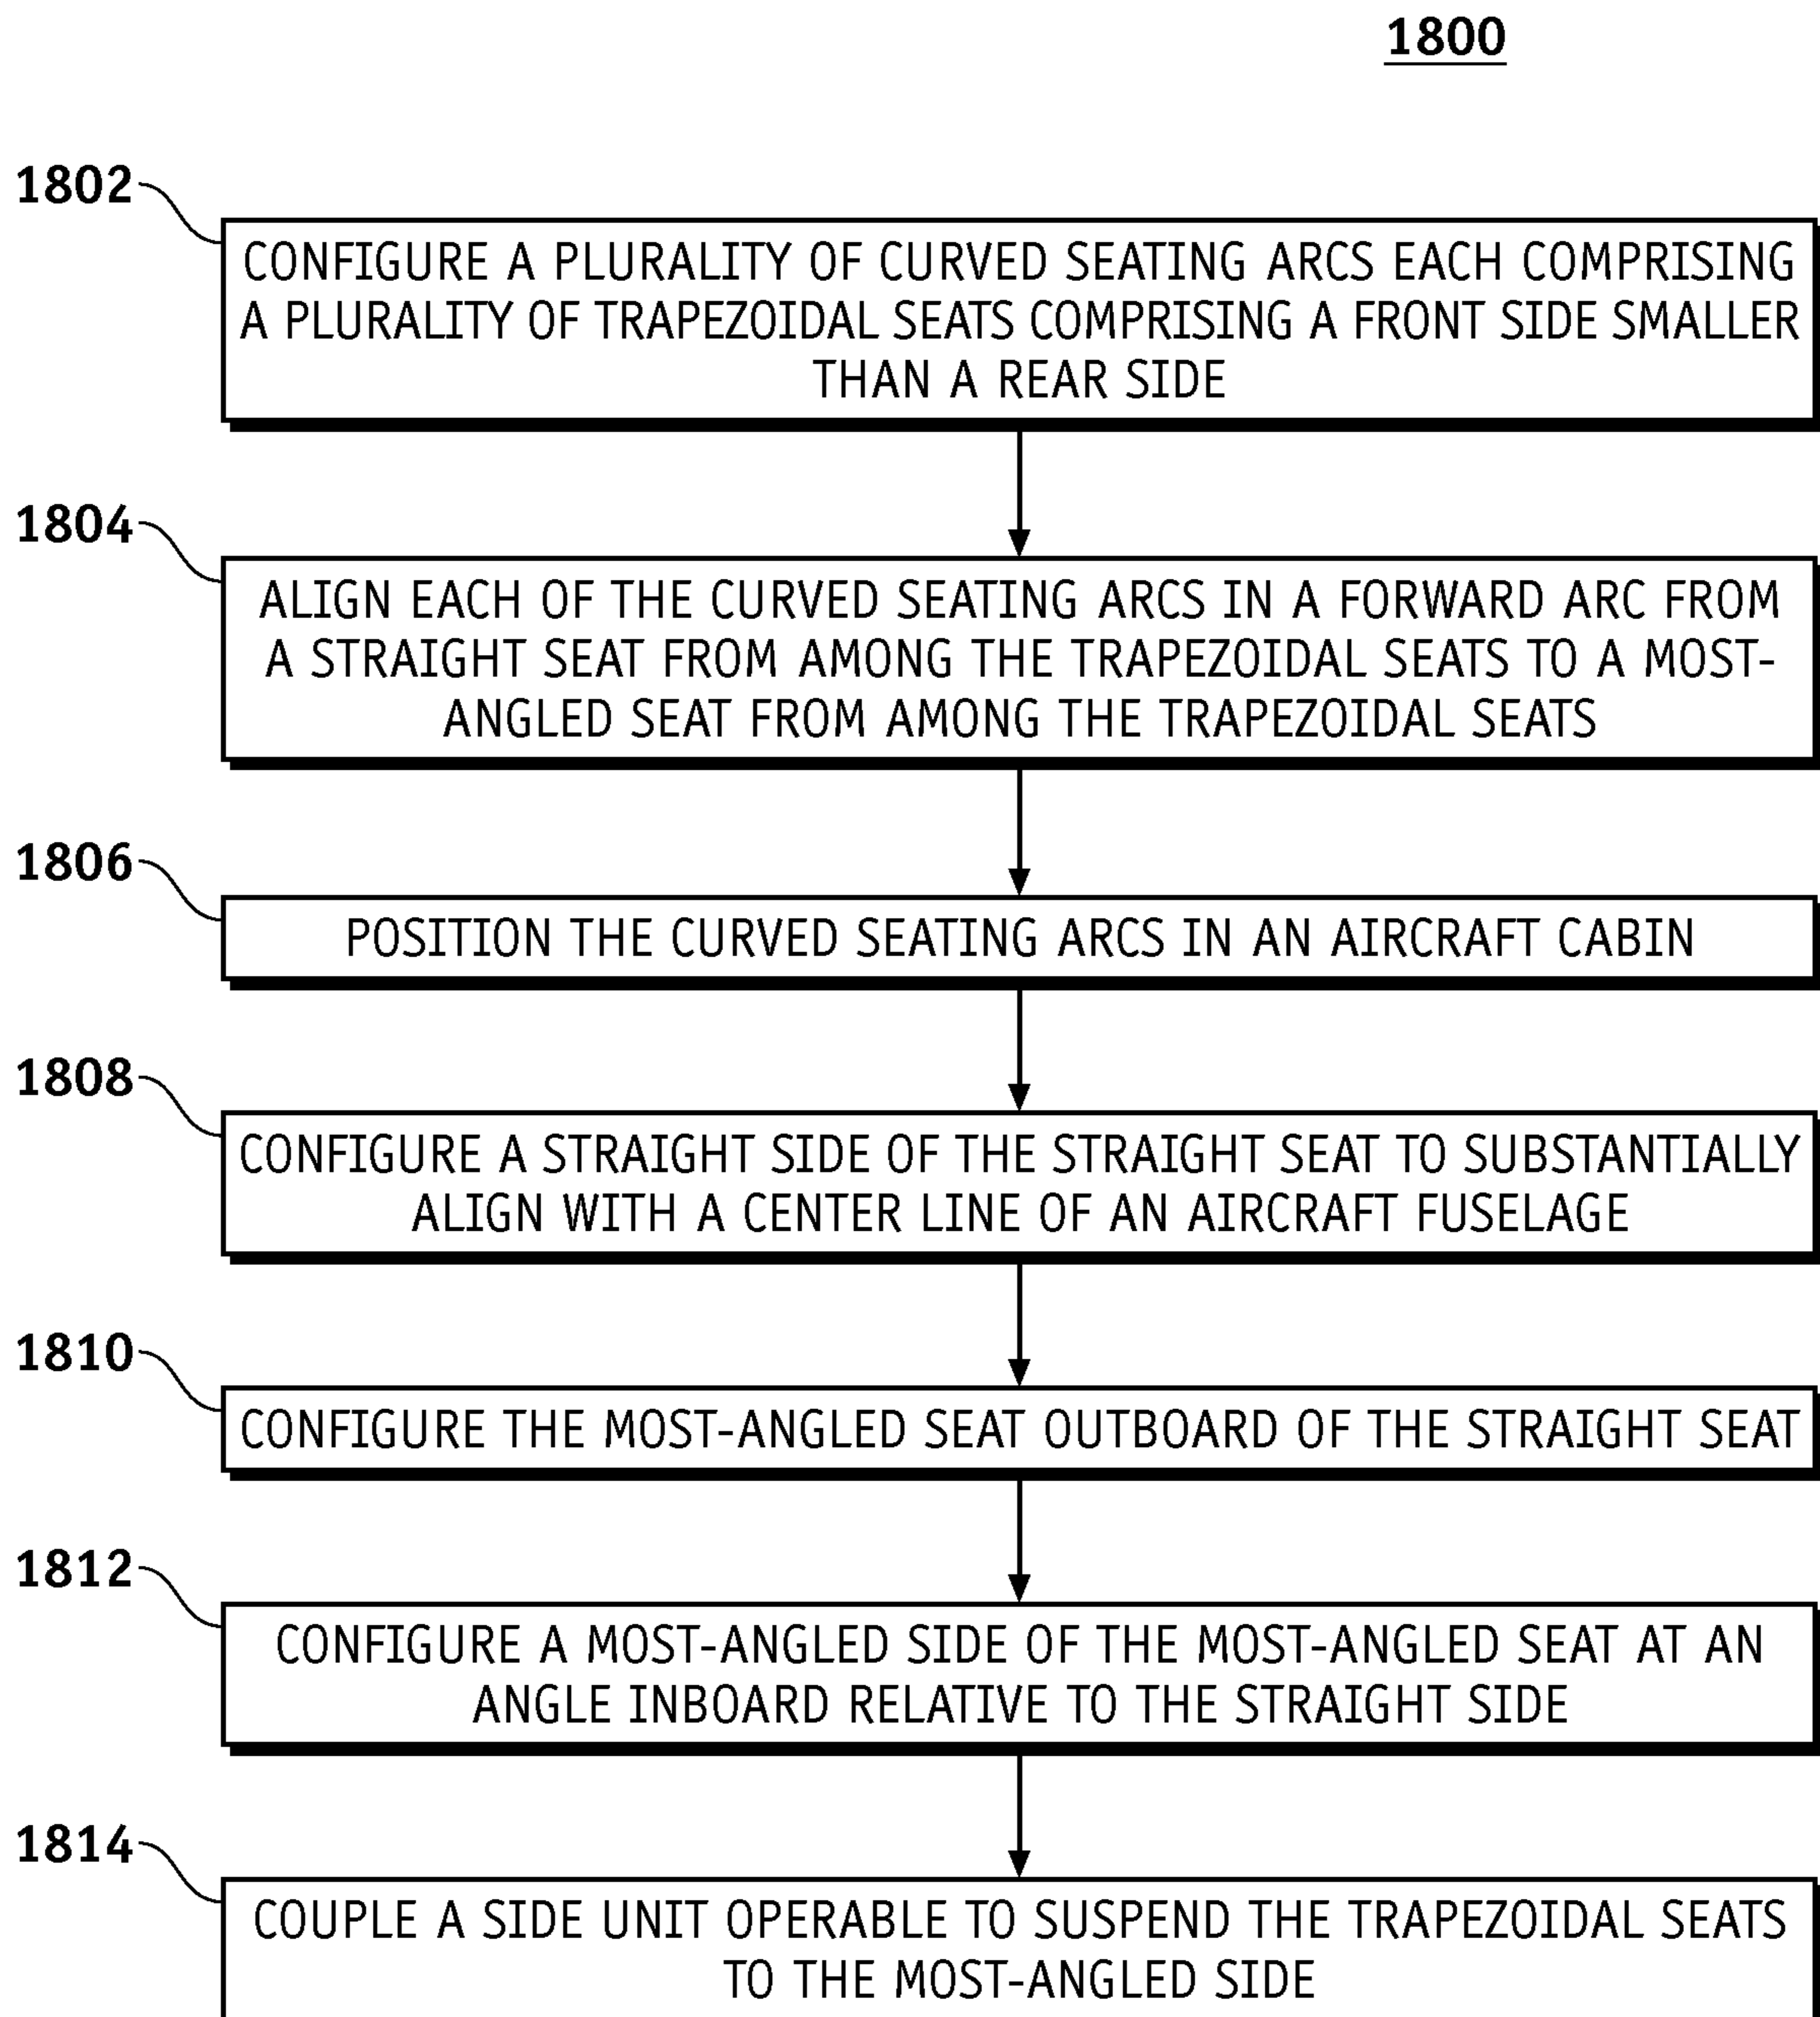 1800
1802
CONFIGURE A PLURALITY OF CURVED SEATING ARCS EACH COMPRISING
A PLURALITY OF TRAPEZOIDAL SEATS COMPRISING A FRONT SIDE SMALLER
THAN A REAR SIDE
1804
ALIGN EACH OF THE CURVED SEATING ARCS IN A FORWARD ARC FROM
A STRAIGHT SEAT FROM AMONG THE TRAPEZOIDAL SEATS TO A MOST-
ANGLED SEAT FROM AMONG THE TRAPEZOIDAL SEATS
1806
POSITION THE CURVED SEATING ARCS IN AN AIRCRAFT CABIN
1808
CONFIGURE A STRAIGHT SIDE OF THE STRAIGHT SEAT TO SUBSTANTIALLY
ALIGN WITH A CENTER LINE OF AN AIRCRAFT FUSELAGE
1810
CONFIGURE THE MOST-ANGLED SEAT OUTBOARD OF THE STRAIGHT SEAT
1812
CONFIGURE A MOST-ANGLED SIDE OF THE MOST-ANGLED SEAT AT AN
ANGLE INBOARD RELATIVE TO THE STRAIGHT SIDE
1814
COUPLE A SIDE UNIT OPERABLE TO SUSPEND THE TRAPEZOIDAL SEATS
TO THE MOST-ANGLED SIDE